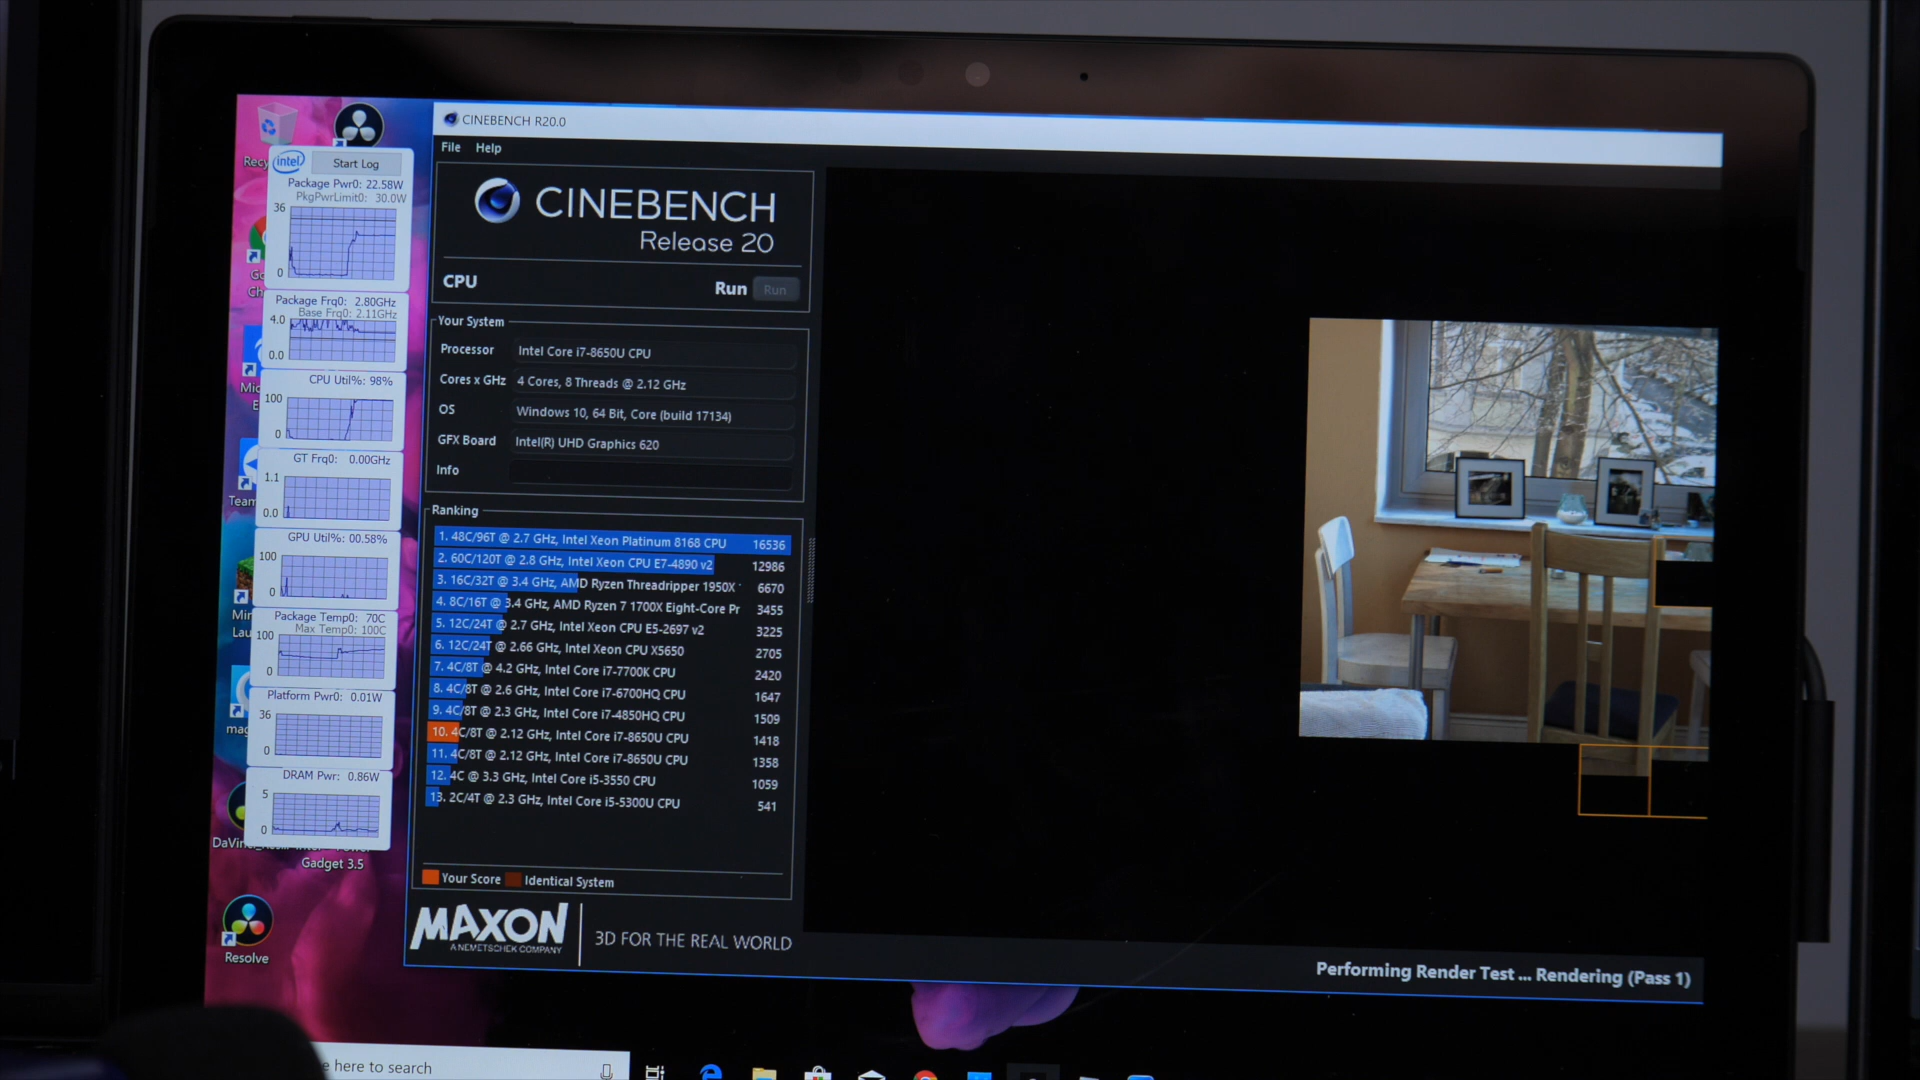 Recy
intel
Start Log
Package Pwr0: 22.58W
PkgPwrLimit0: 30.0W
36
0
Package Frq0: 2.80GHz
Base Frq0: 2.11GHz
4.0
0.0
CPU Util%: 98%
100
0
GT Frq0: 0.00GHz
1.1
0.0
GPU Util%: 00.58%
100
0
Package Temp0: 70C
Max Temp0: 100C
100
0
Platform Pwr0: 0.01W
36
0
DRAM Pwr: 0.86W
5
0
Gadget 3.5
Ch
Team
Min
Lau
mag
DaVin
Resolve
CINEBENCH R20.0
File Help
CINEBENCH
Release 20
CPU
Run Run
Your System
Processor Intel Core i7-8650U CPU
Cores x GHz 4 Cores, 8 Threads @ 2.12 GHz
OS Windows 10, 64 Bit, Core (build 17134)
GFX Board Intel(R) UHD Graphics 620
Info
Ranking
1. 48C/96T @ 2.7 GHz, Intel Xeon Platinum 8168 CPU 16536
2. 60C/120T @ 2.8 GHz, Intel Xeon CPU E7-4890 v2 12986
3. 16C/32T @ 3.4 GHz, AMD Ryzen Threadripper 1950X 6670
4. 8C/16T @ 3.4 GHz, AMD Ryzen 7 1700X Eight-Core Pr 3455
5. 12C/24T @ 2.7 GHz, Intel Xeon CPU E5-2697 v2 3225
6. 12C/24T @ 2.66 GHz, Intel Xeon CPU X5650 2705
7. 4C/8T @ 4.2 GHz, Intel Core i7-7700K CPU 2420
8. 4C/8T @ 2.6 GHz, Intel Core i7-6700HQ CPU 1647
9. 4C/8T @ 2.3 GHz, Intel Core i7-4850HQ CPU 1509
10. 4C/8T @ 2.12 GHz, Intel Core i7-8650U CPU 1418
11. 4C/8T @ 2.12 GHz, Intel Core i7-8650U CPU 1358
12. 4C @ 3.3 GHz, Intel Core i5-3550 CPU 1059
13. 2C/4T @ 2.3 GHz, Intel Core i5-5300U CPU 541
Your Score Identical System
MAXON
A NEMETSCHEK COMPANY
3D FOR THE REAL WORLD
Performing Render Test ... Rendering (Pass 1)
e here to search